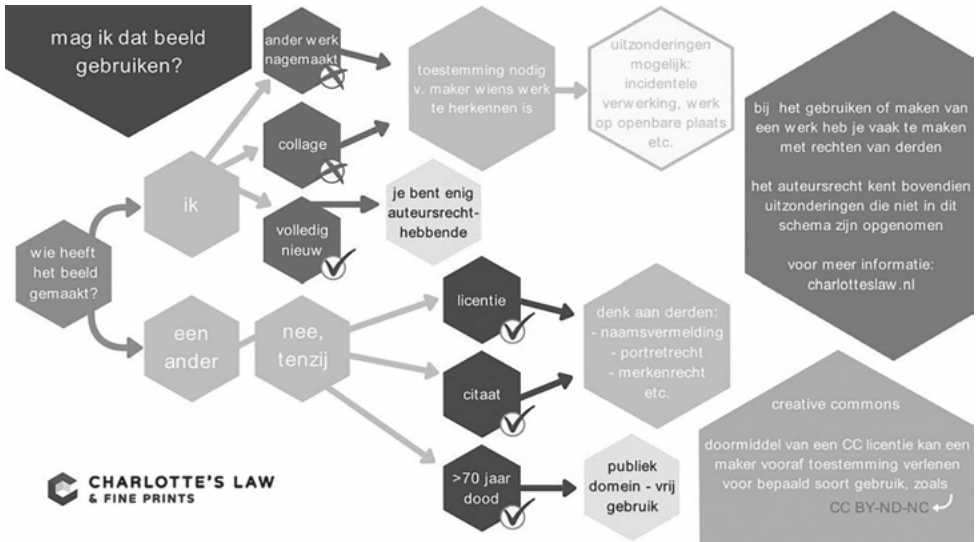 mag ik dat beeld
gebruiken?
wie heeft
het beeld
gemaakt?
ik
ander werk
nagemaakt
collage
volledig
nieuw
toestemming nodig
v. maker wiens werk
te herkennen is
uitzonderingen
mogelijk:
incidentele
verwerking, werk
op openbare plaats
etc.
je bent enig
auteursrecht-
hebbende
een
ander
nee,
tenzij
licentie
citaat
>70 jaar
dood
denk aan derden:
- naamsvermelding
- portretrecht
- merkenrecht
etc.
publiek
domein - vrij
gebruik
bij het gebruiken of maken van
een werk heb je vaak te maken
met rechten van derden
het auteursrecht kent bovendien
uitzonderingen die niet in dit
schema zijn opgenomen
voor meer informatie:
charlotteslaw.nl
creative commons
doormiddel van een CC licentie kan een
maker vooraf toestemming verlenen
voor bepaald soort gebruik, zoals
CC BY-ND-NC
CHARLOTTE'S LAW
& FINE PRINTS